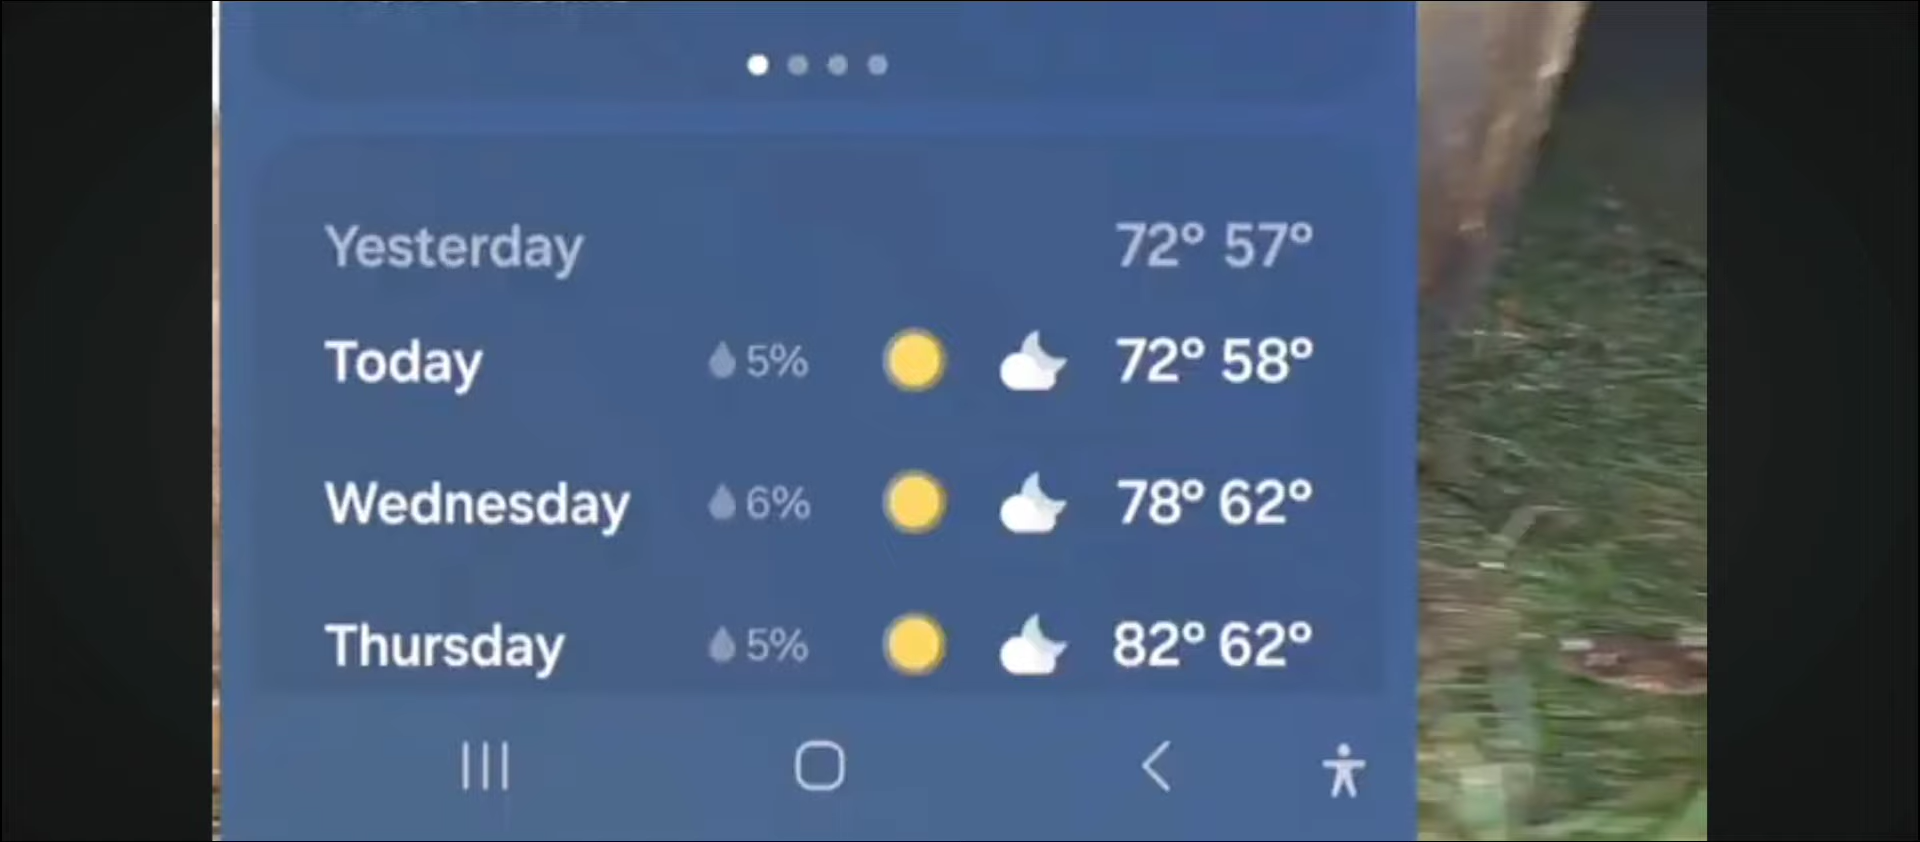 Yesterday 72° 57°
Today 5% 72° 58°
Wednesday 6% 78° 62°
Thursday 5% 82° 62°